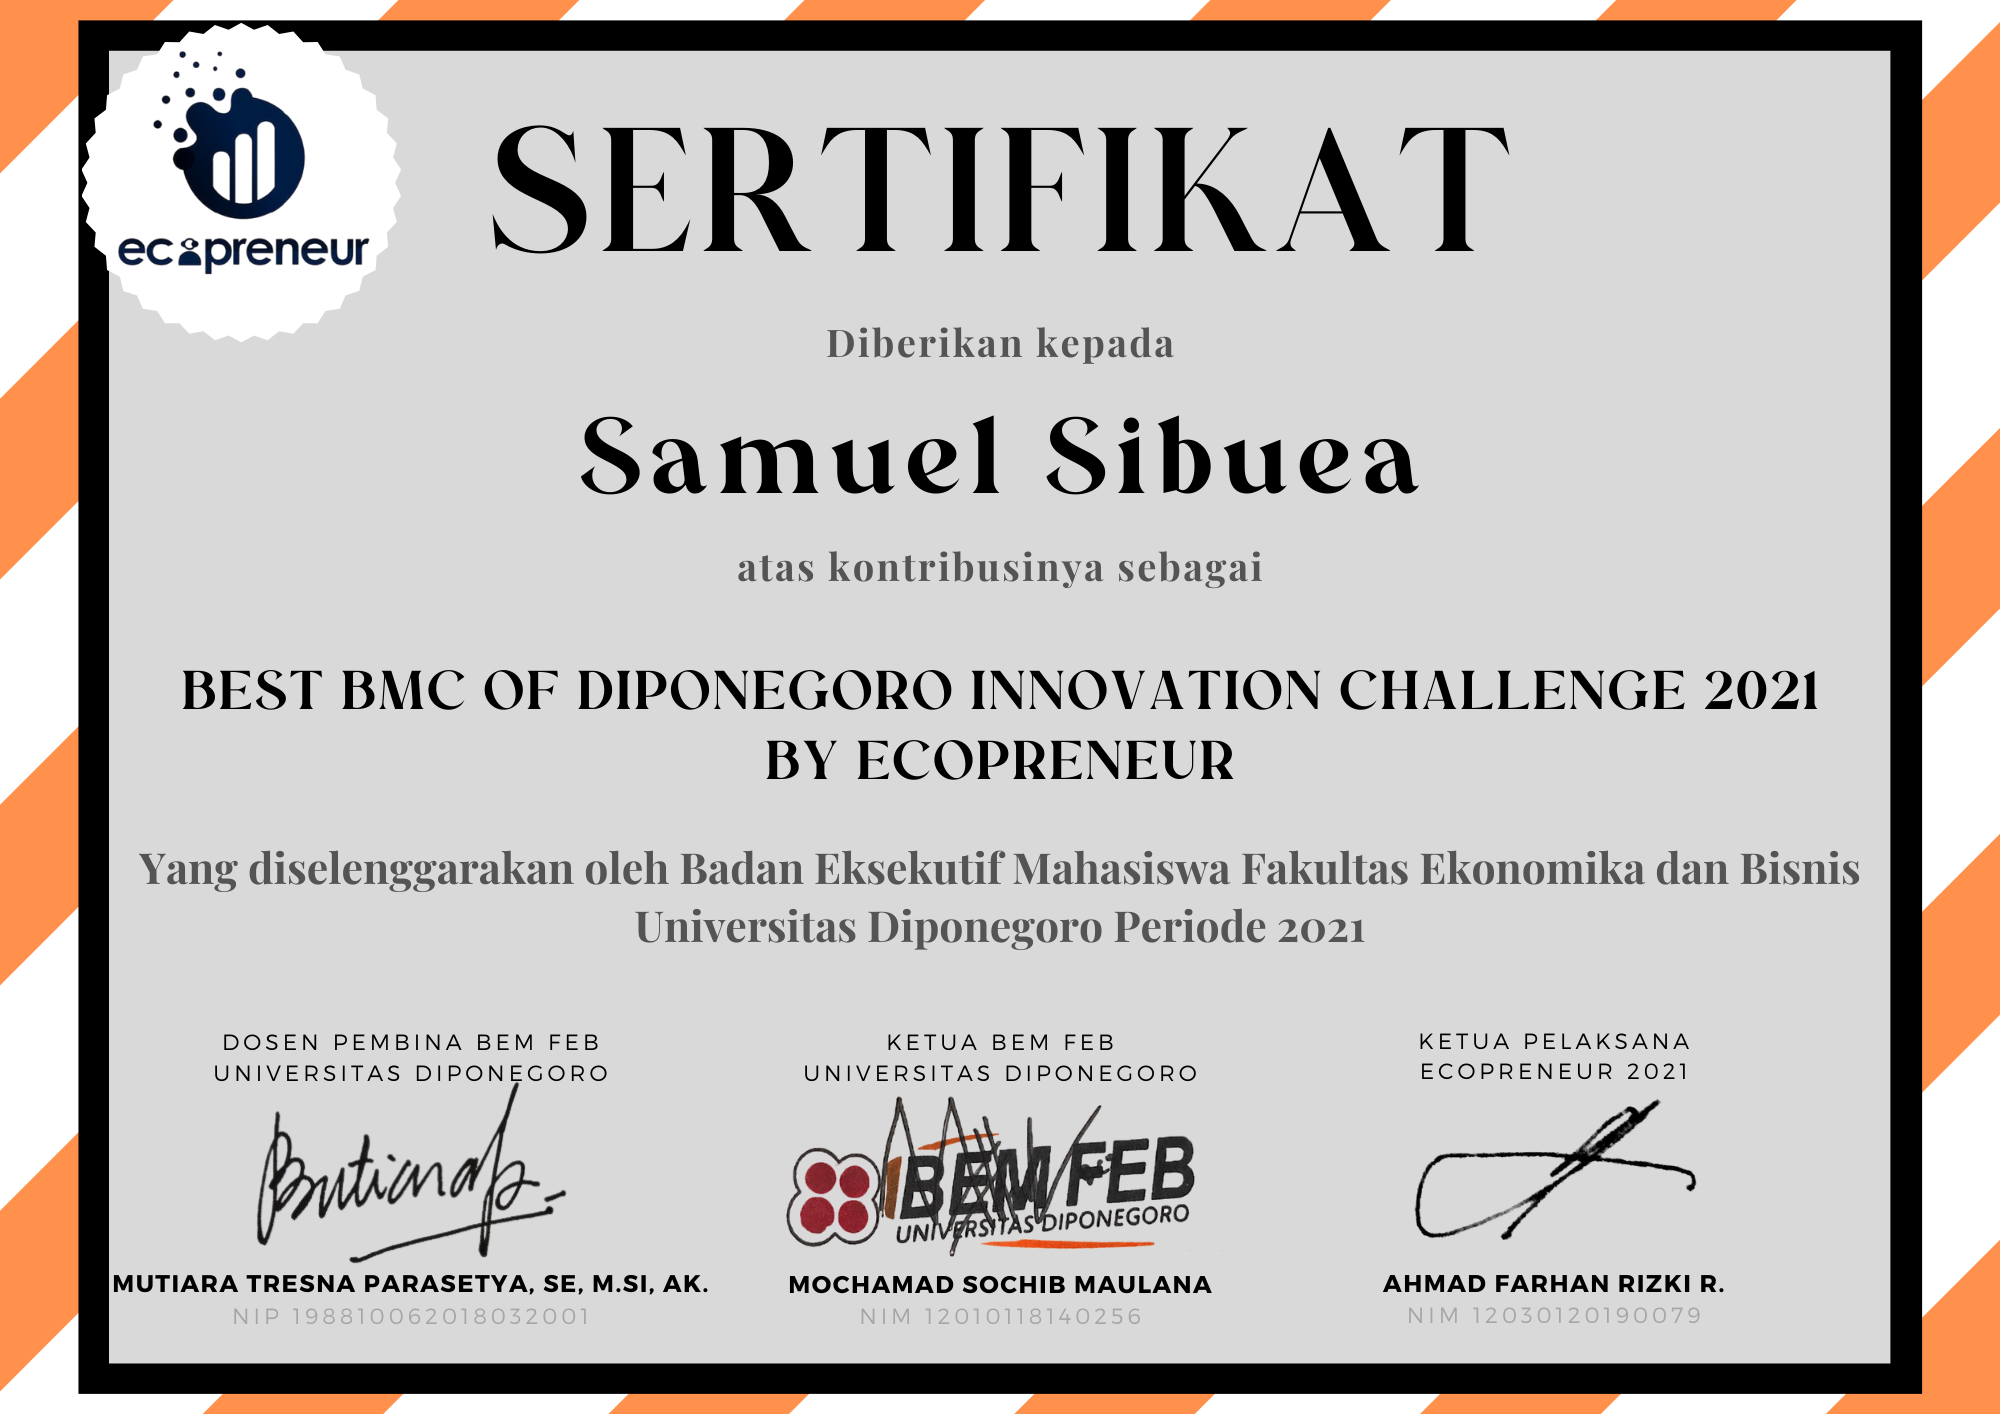 ecopreneur
SERTIFIKAT
Diberikan kepada
Samuel Sibuea
atas kontribusinya sebagai
BEST BMC OF DIPONEGORO INNOVATION CHALLENGE 2021
BY ECOPRENEUR
Yang diselenggarakan oleh Badan Eksekutif Mahasiswa Fakultas Ekonomika dan Bisnis
Universitas Diponegoro Periode 2021
DOSEN PEMBINA BEM FEB
UNIVERSITAS DIPONEGORO
MUTIARA TRESNA PARASETYA, SE, M.SI, AK.
NIP 198810062018032001
KETUA BEM FEB
UNIVERSITAS DIPONEGORO
BEM FEB
UNIVERSITAS DIPONEGORO
MOCHAMAD SOCHIB MAULANA
NIM 12010118140256
KETUA PELAKSANA
ECOPRENEUR 2021
AHMAD FARHAN RIZKI R.
NIM 12030120190079